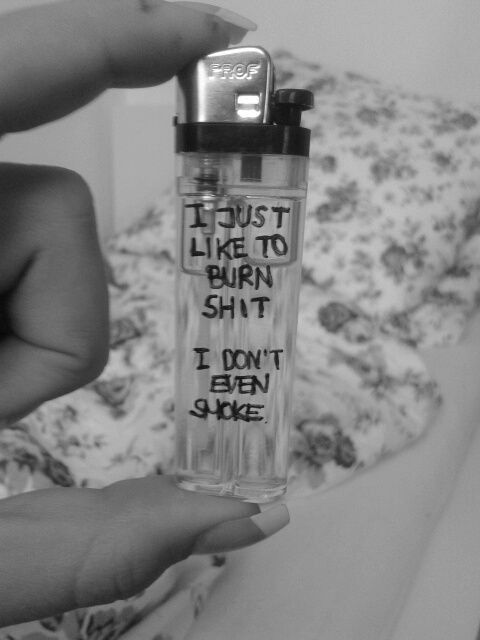 PROF
I JUST
LIKE TO
BURN
SHIT
I DON'T
EVEN
SMOKE.